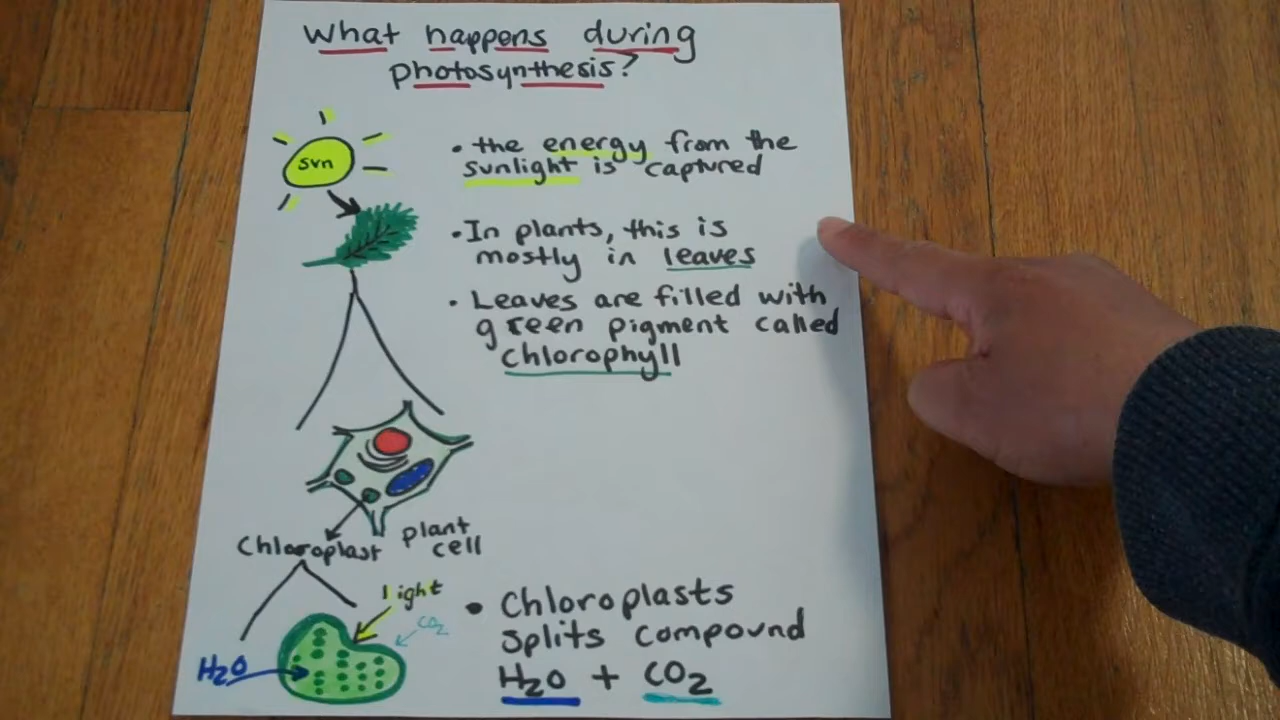 What happens during
photosynthesis?
sun
• the energy from the
sunlight is captured
• In plants, this is
mostly in leaves
• Leaves are filled with
green pigment called
chlorophyll
Chloroplast
plant
cell
light
CO2
H2O
• Chloroplasts
splits compound
H2O + CO2